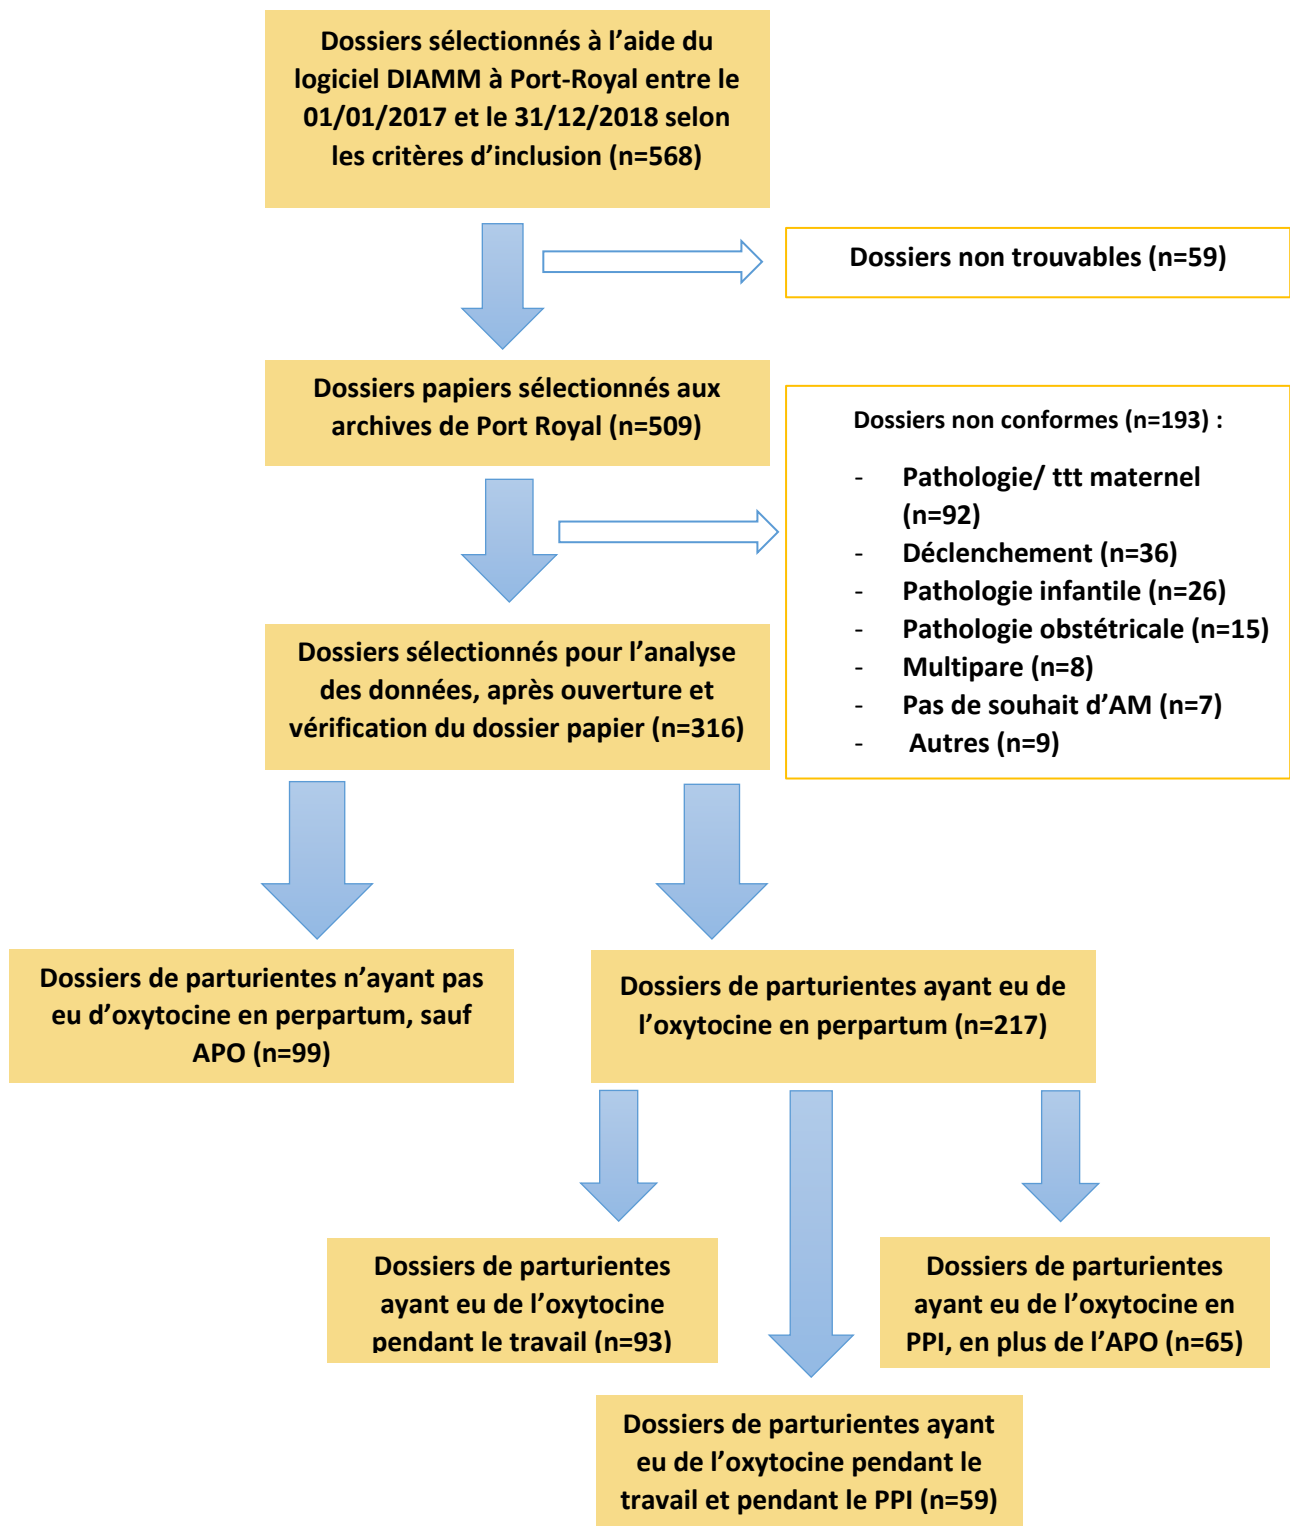 Dossiers sélectionnés à l’aide du
logiciel DIAMM à Port-Royal entre le
01/01/2017 et le 31/12/2018 selon
les critères d’inclusion (n=568)
Dossiers non trouvables (n=59)
Dossiers papiers sélectionnés aux
archives de Port Royal (n=509)
Dossiers non conformes (n=193) :
- Pathologie/ ttt maternel
(n=92)
- Déclenchement (n=36)
- Pathologie infantile (n=26)
- Pathologie obstétricale (n=15)
- Multipare (n=8)
- Pas de souhait d’AM (n=7)
- Autres (n=9)
Dossiers sélectionnés pour l’analyse
des données, après ouverture et
vérification du dossier papier (n=316)
Dossiers de parturientes n’ayant pas
eu d’oxytocine en perpartum, sauf
APO (n=99)
Dossiers de parturientes ayant eu de
l’oxytocine en perpartum (n=217)
Dossiers de parturientes
ayant eu de l’oxytocine
pendant le travail (n=93)
Dossiers de parturientes
ayant eu de l’oxytocine en
PPI, en plus de l’APO (n=65)
Dossiers de parturientes ayant
eu de l’oxytocine pendant le
travail et pendant le PPI (n=59)